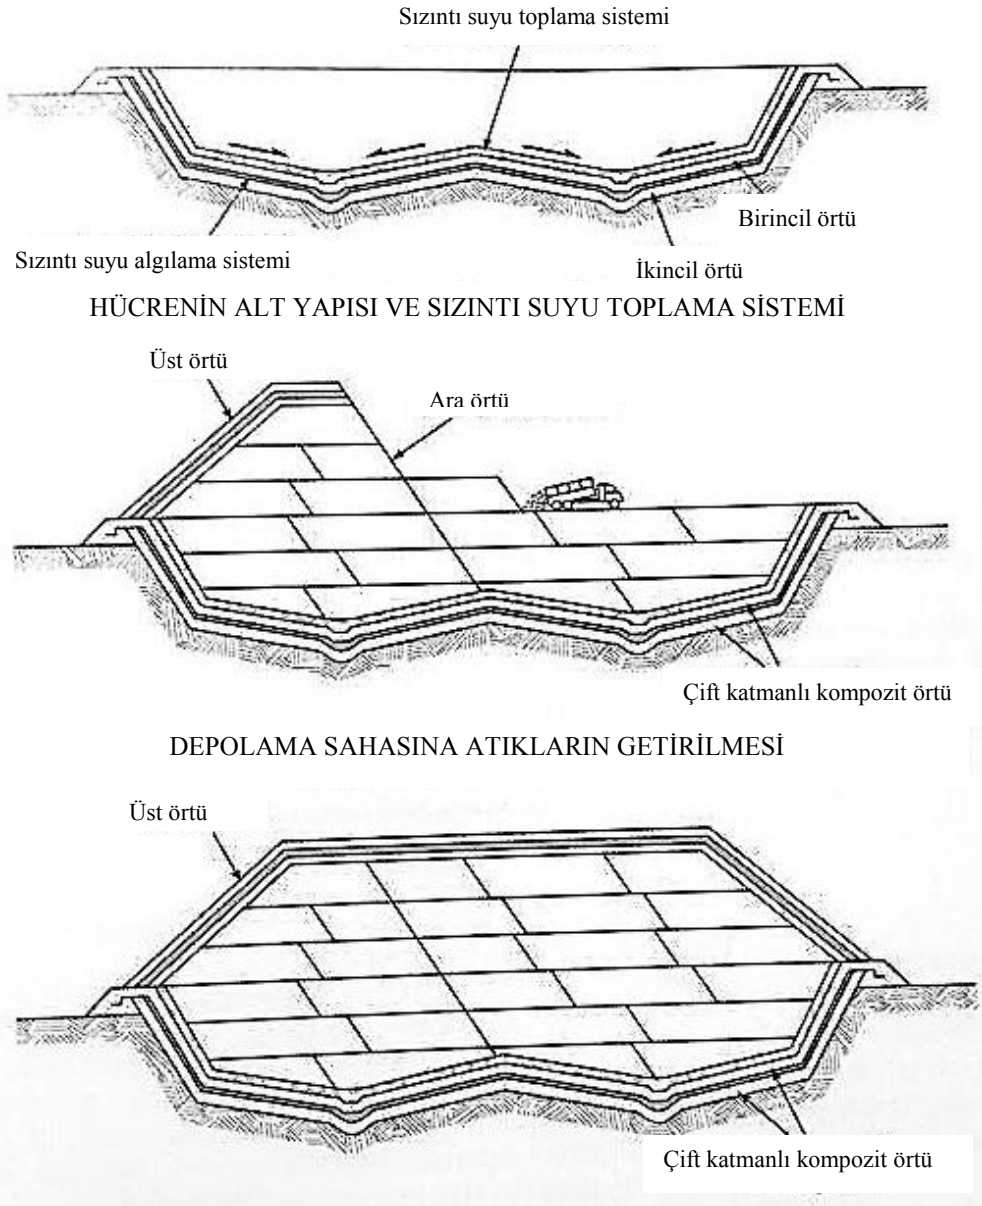 Sızıntı suyu toplama sistemi
Birincil örtü
Sızıntı suyu algılama sistemi
İkincil örtü
HÜCRENİN ALT YAPISI VE SIZINTI SUYU TOPLAMA SİSTEMİ
Üst örtü
Ara örtü
Çift katmanlı kompozit örtü
DEPOLAMA SAHASINA ATIKLARIN GETİRİLMESİ
Üst örtü
Çift katmanlı kompozit örtü